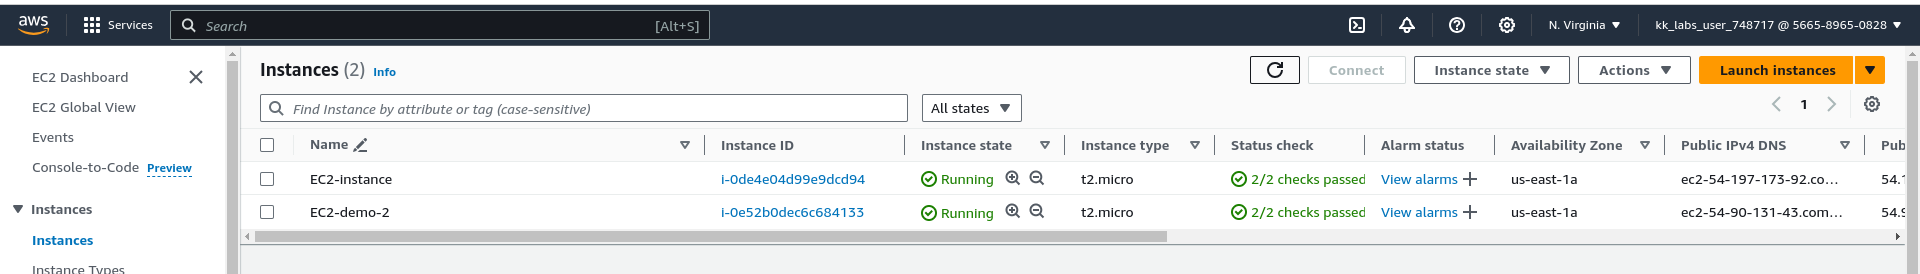 aws Services Search [Alt+S] N. Virginia kk_labs_user_748717 @ 5665-8965-0828
EC2 Dashboard
EC2 Global View
Events
Console-to-Code Preview
Instances
Instances
Instance Types
Instances (2) Info Connect Instance state Actions Launch instances
Find Instance by attribute or tag (case-sensitive) All states 1
Name Instance ID Instance state Instance type Status check Alarm status Availability Zone Public IPv4 DNS Pub
EC2-instance i-0de4e04d99e9dcd94 Running t2.micro 2/2 checks passed View alarms us-east-1a ec2-54-197-173-92.co... 54.1
EC2-demo-2 i-0e52b0dec6c684133 Running t2.micro 2/2 checks passed View alarms us-east-1a ec2-54-90-131-43.com... 54.9